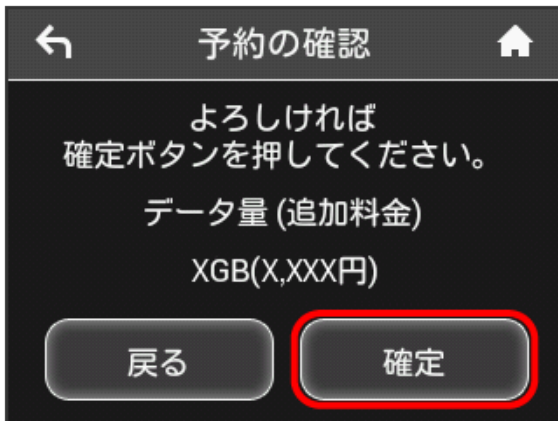 予約の確認
よろしければ
確定ボタンを押してください。
データ量 (追加料金)
XGB(X,XXX円)
戻る
確定